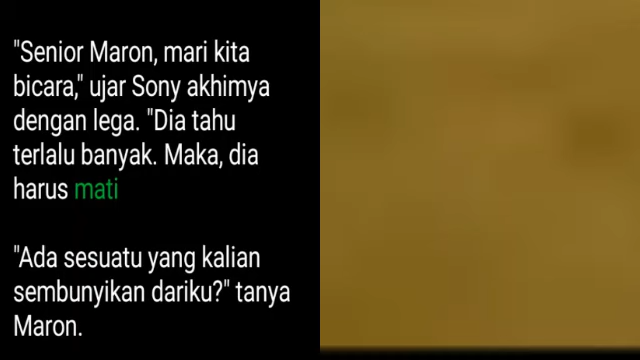 "Senior Maron, mari kita
bicara," ujar Sony akhimya
dengan lega. "Dia tahu
terlalu banyak. Maka, dia
harus mati
"Ada sesuatu yang kalian
sembunyikan dariku?" tanya
Maron.